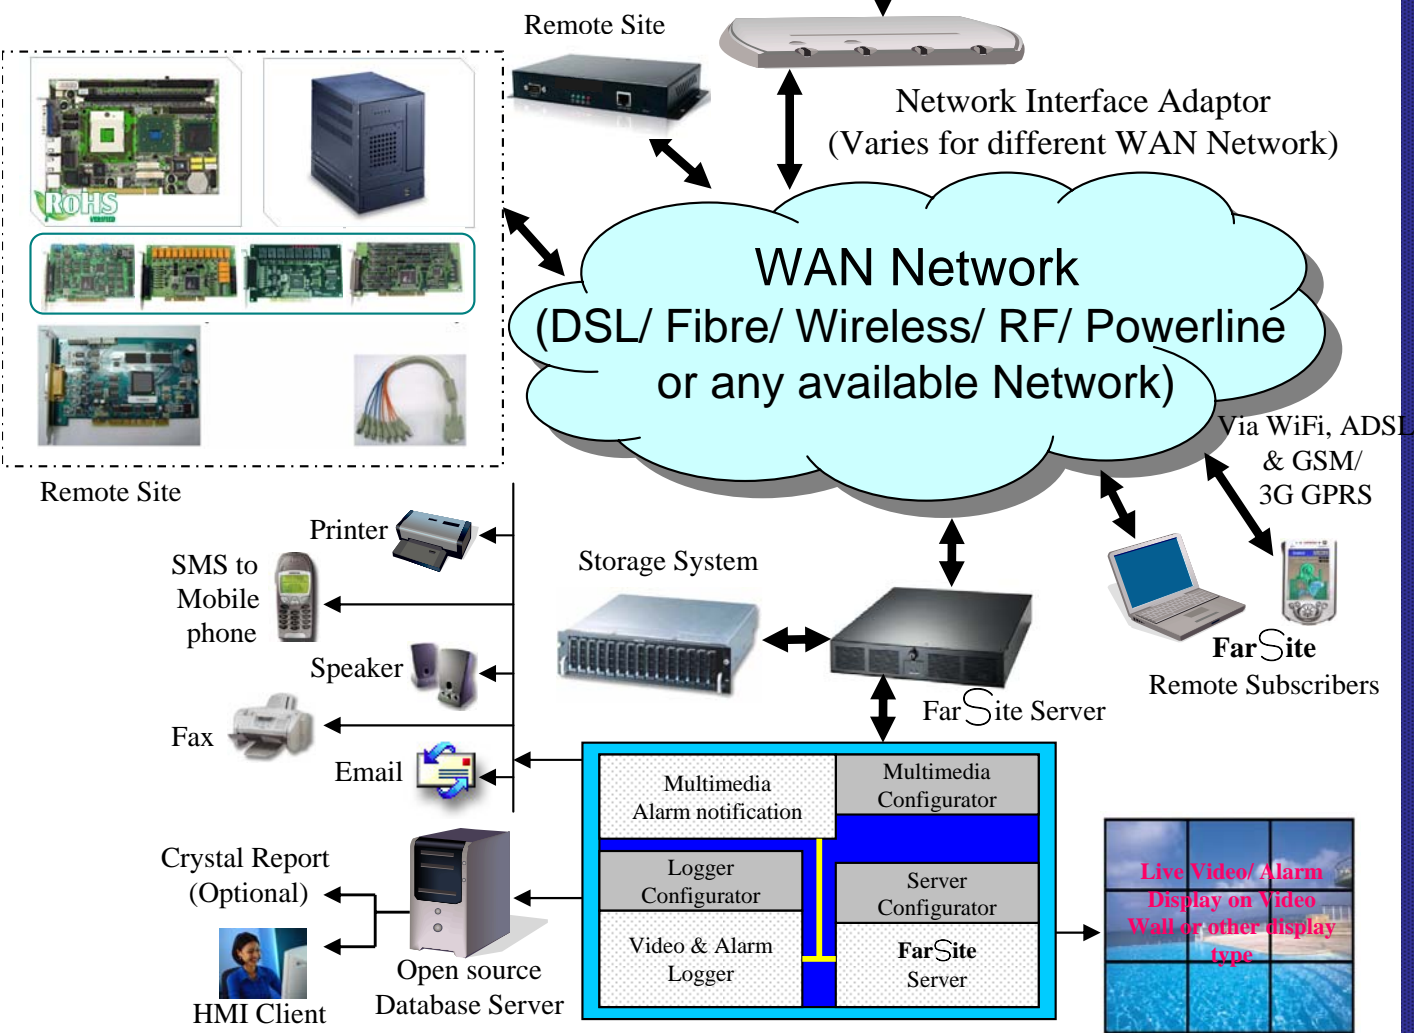 Remote Site
Network Interface Adaptor
(Varies for different WAN Network)
RoHS
VERIFIED
WAN Network
(DSL/ Fibre/ Wireless/ RF/ Powerline
or any available Network)
Via WiFi, ADSL
& GSM/
3G GPRS
Remote Site
Printer
SMS to
Mobile
phone
Speaker
Fax
Email
Storage System
FarSite Server
FarSite
Remote Subscribers
Multimedia
Alarm notification
Multimedia
Configurator
Logger
Configurator
Server
Configurator
Video & Alarm
Logger
FarSite
Server
Crystal Report
(Optional)
HMI Client
Open source
Database Server
Live Video/ Alarm
Display on Video
Wall or other display
type